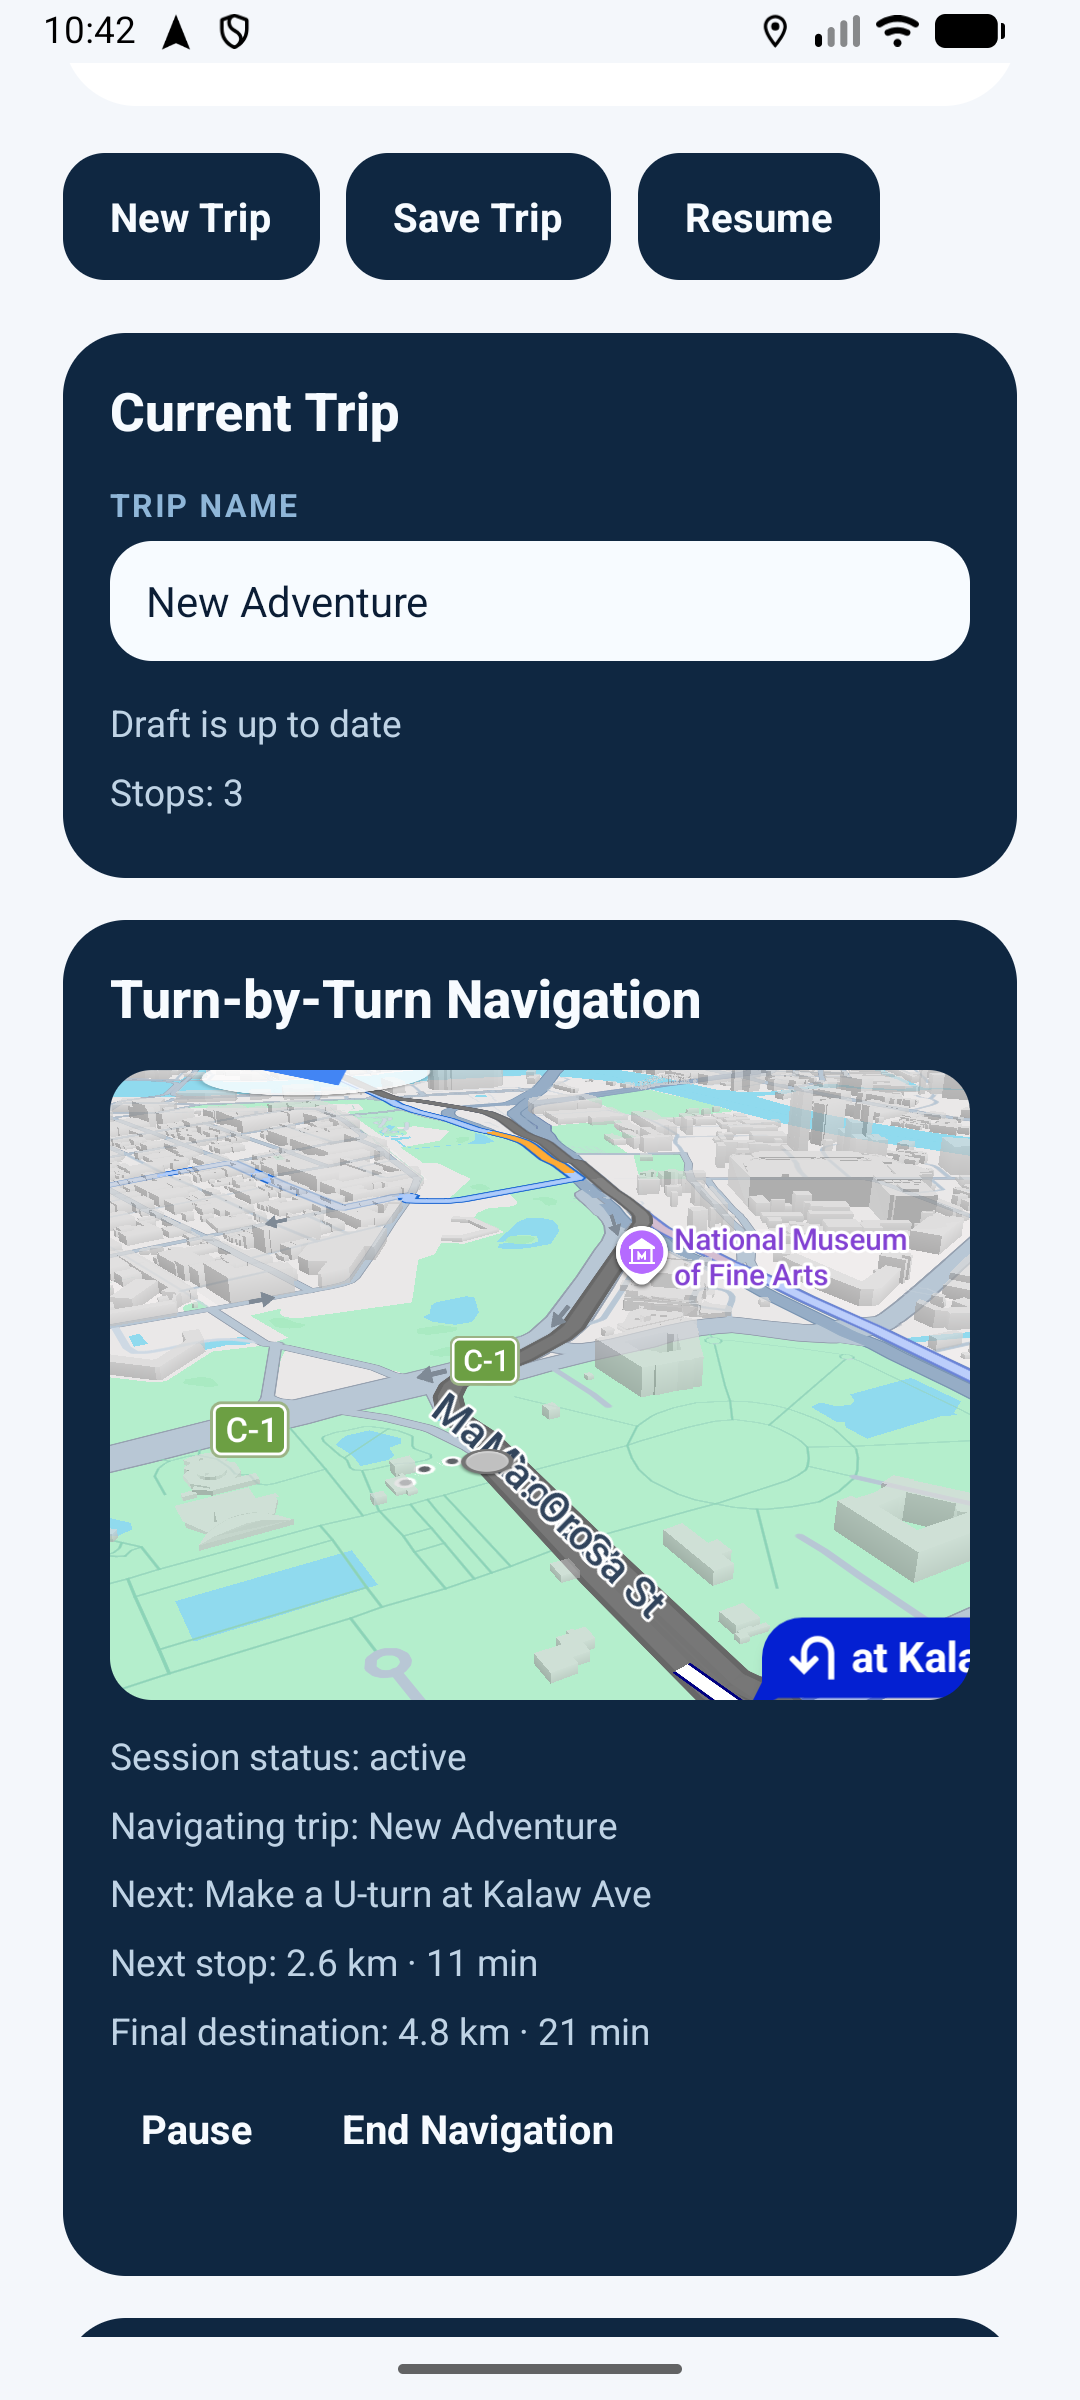 10:42
New Trip
Save Trip
Resume
Current Trip
TRIP NAME
New Adventure
Draft is up to date
Stops: 3
Turn-by-Turn Navigation
National Museum
of Fine Arts
C-1
C-1
Orosa St
at Kala
Session status: active
Navigating trip: New Adventure
Next: Make a U-turn at Kalaw Ave
Next stop: 2.6 km · 11 min
Final destination: 4.8 km · 21 min
Pause
End Navigation